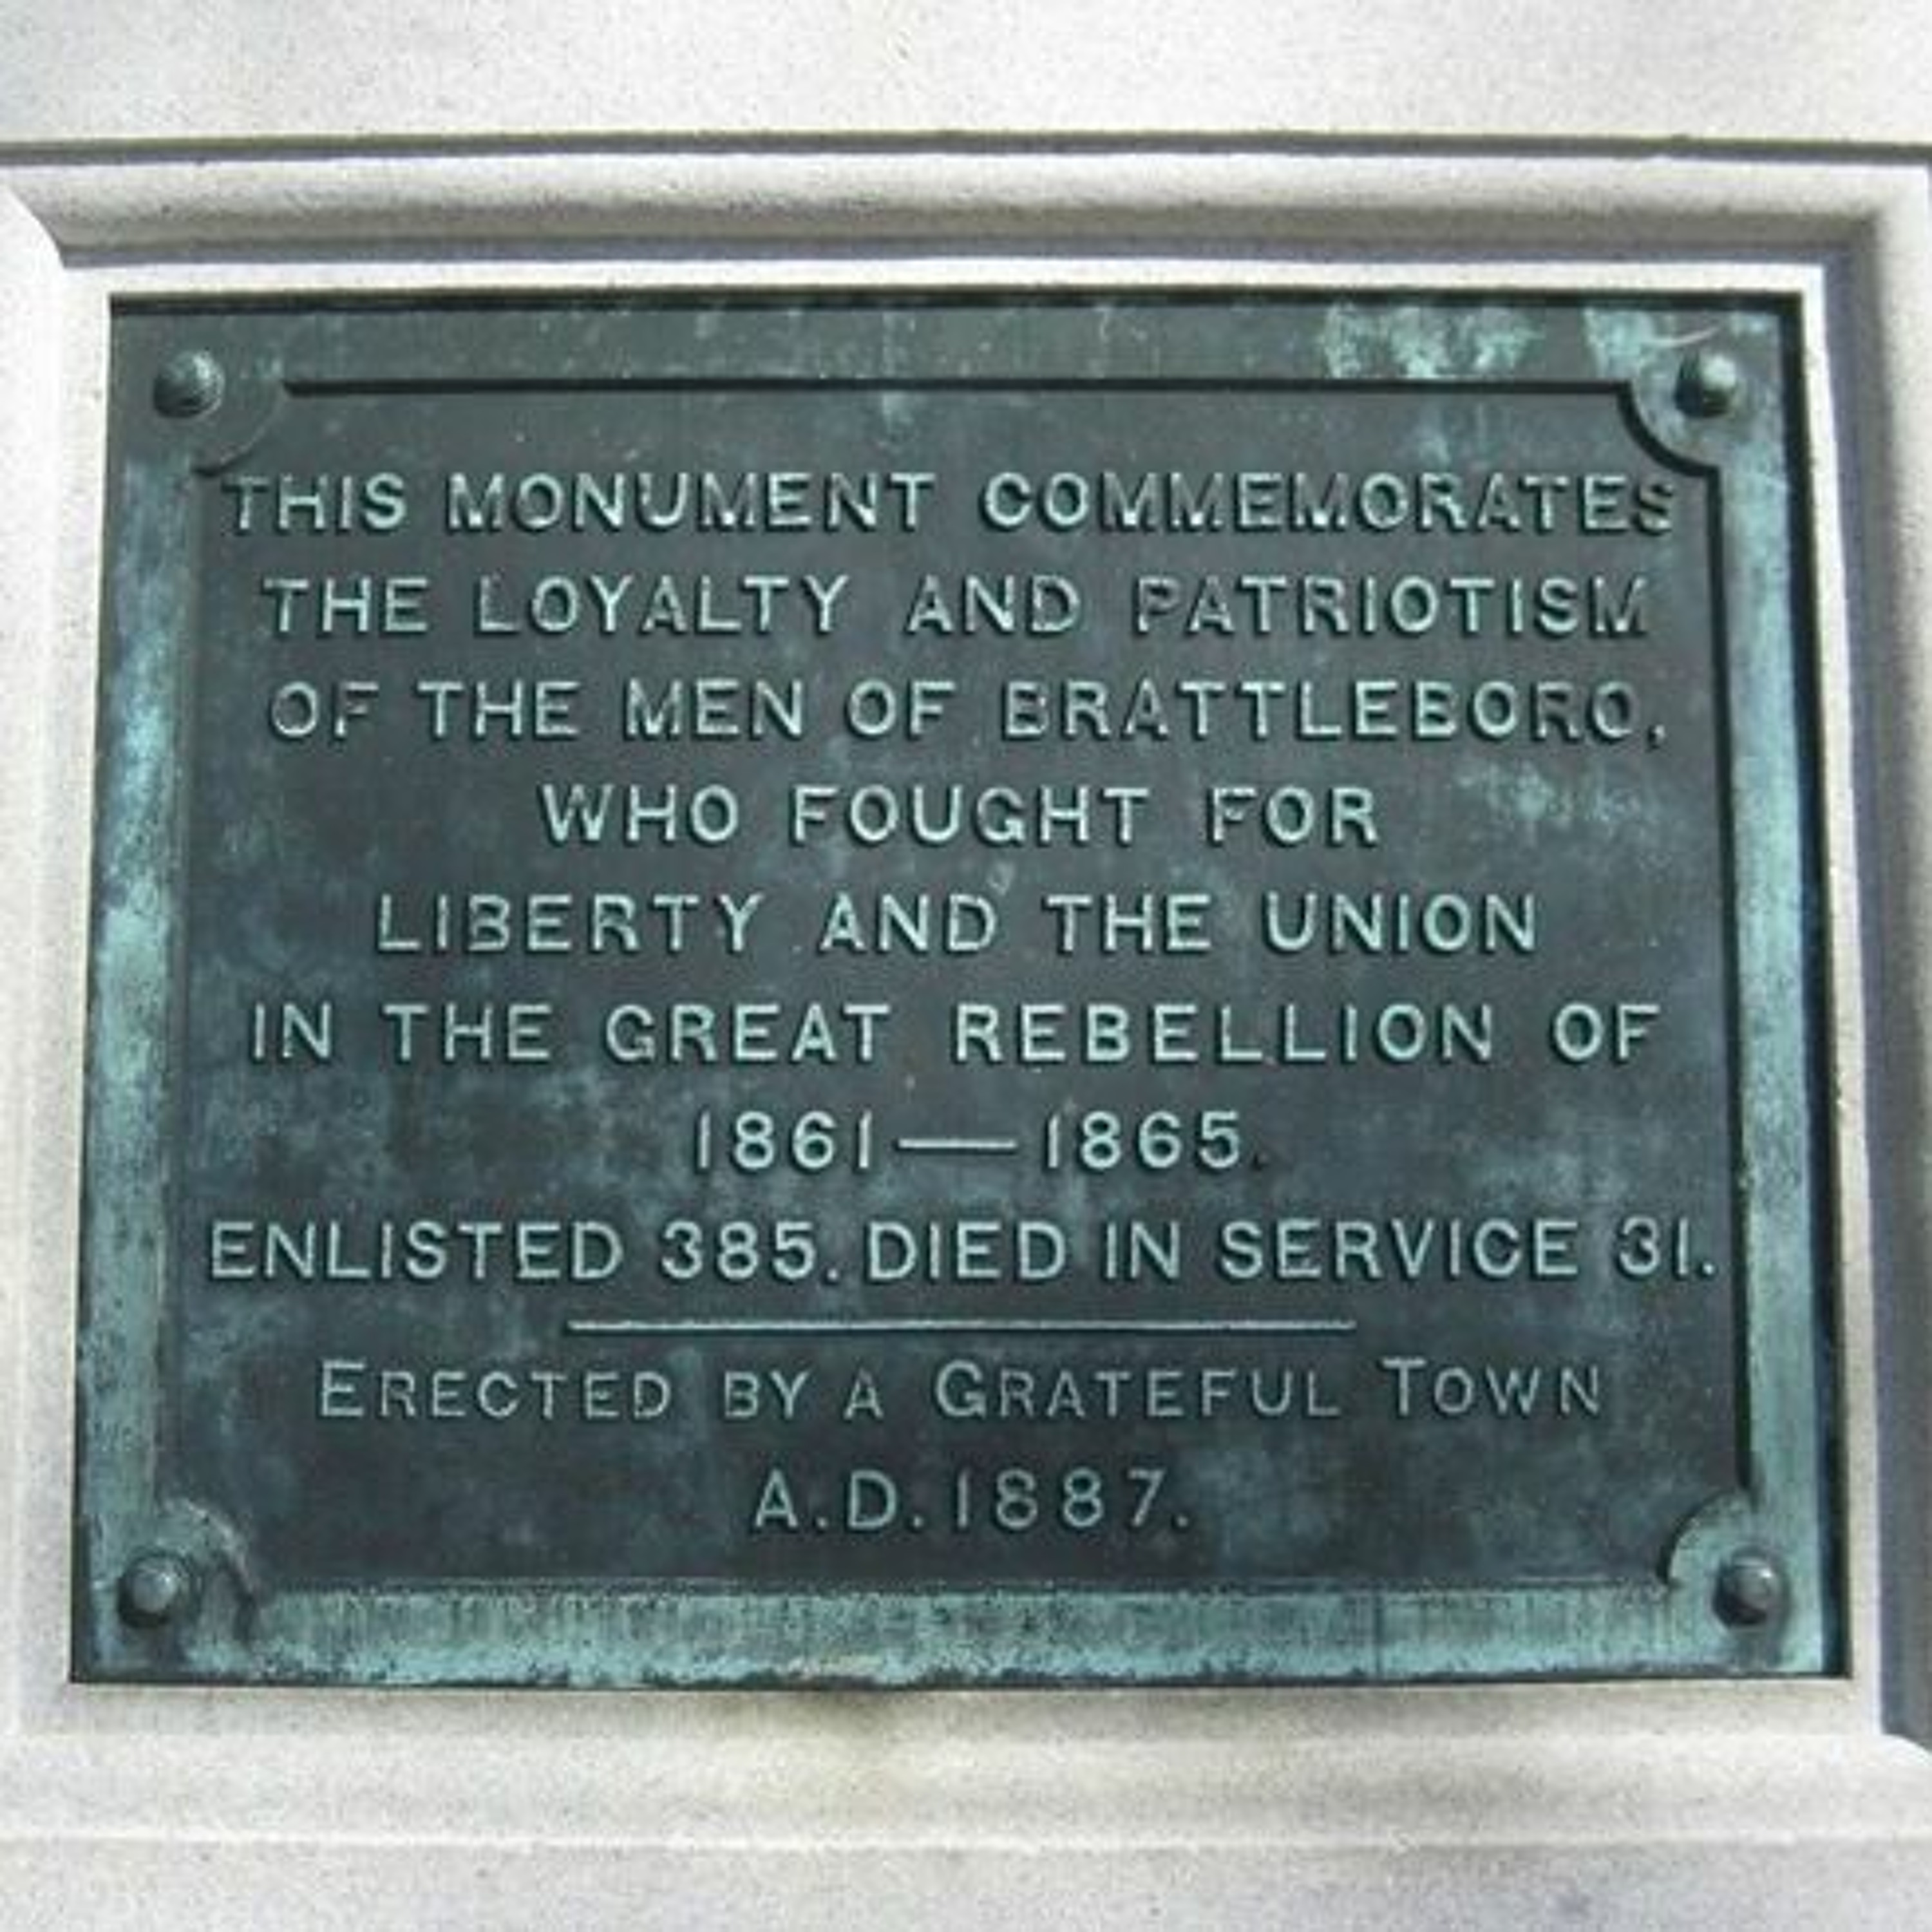 THIS MONUMENT COMMEMORATES
THE LOYALTY AND PATRIOTISM
OF THE MEN OF BRATTLEBORO,
WHO FOUGHT FOR
LIBERTY AND THE UNION
IN THE GREAT REBELLION OF
1861—1865.
ENLISTED 385. DIED IN SERVICE 31.
ERECTED BY A GRATEFUL TOWN
A.D. 1887.